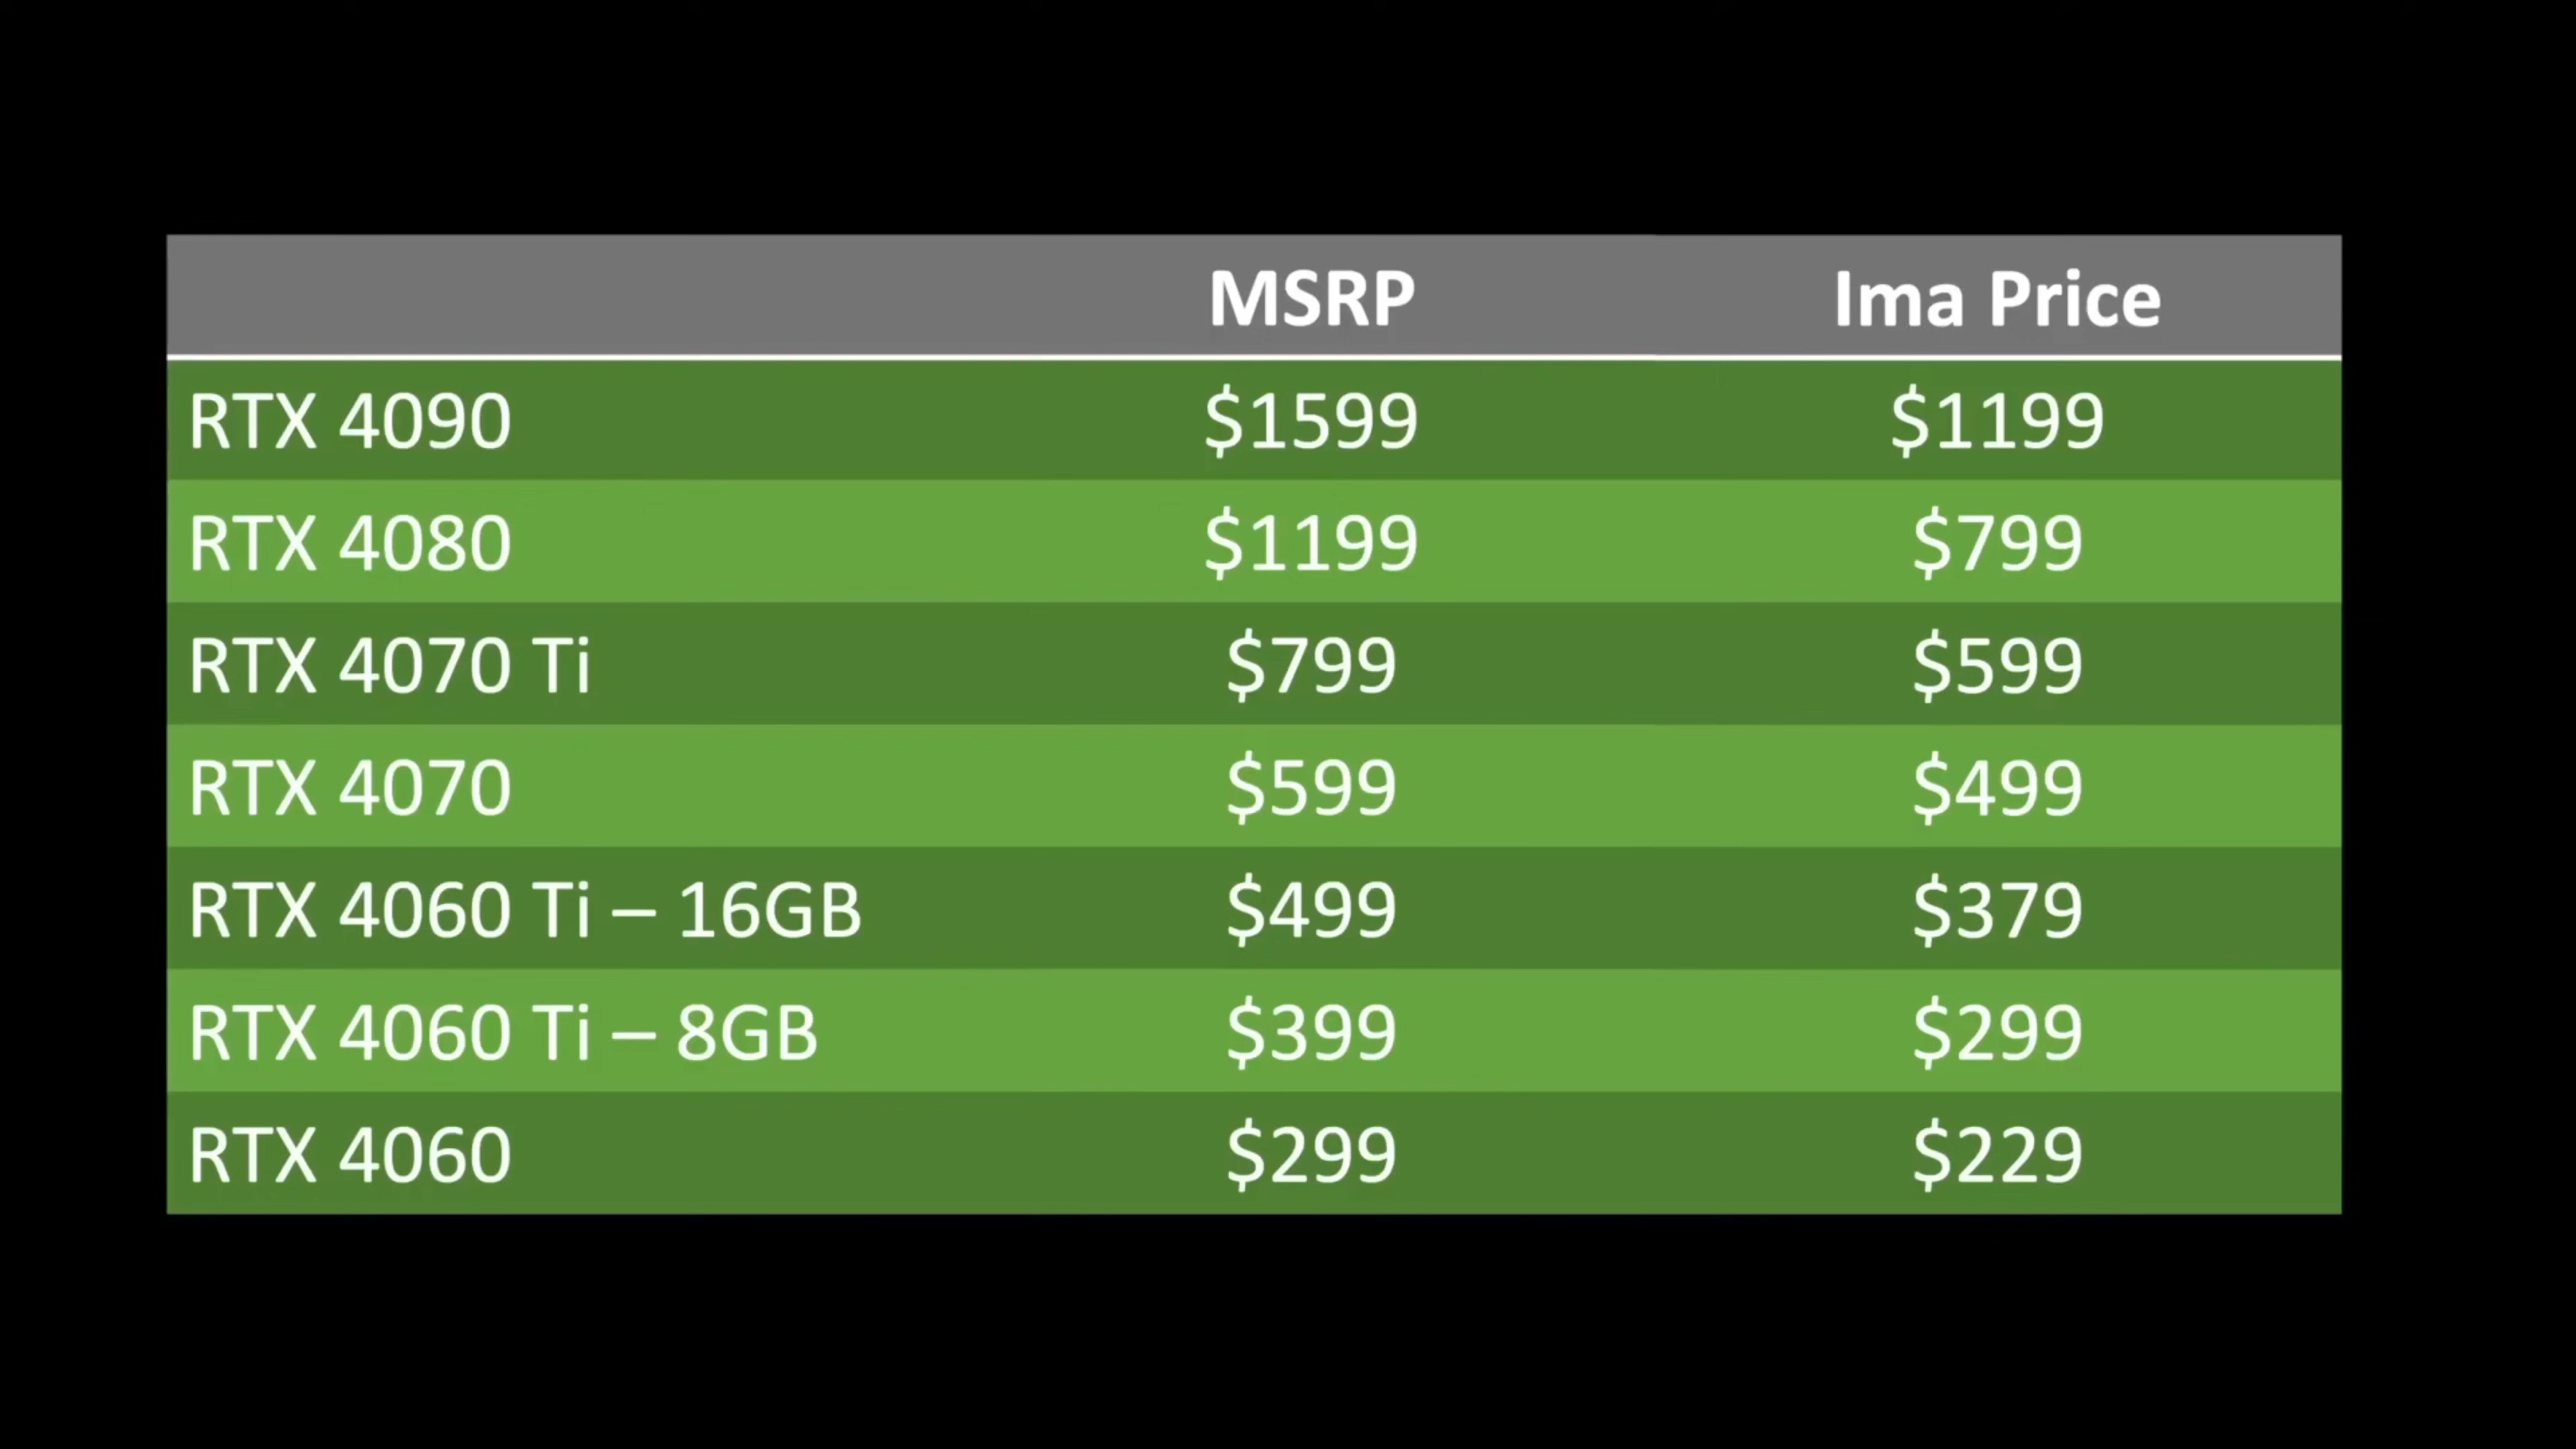 MSRP Ima Price
RTX 4090 $1599 $1199
RTX 4080 $1199 $799
RTX 4070 Ti $799 $599
RTX 4070 $599 $499
RTX 4060 Ti – 16GB $499 $379
RTX 4060 Ti – 8GB $399 $299
RTX 4060 $299 $229